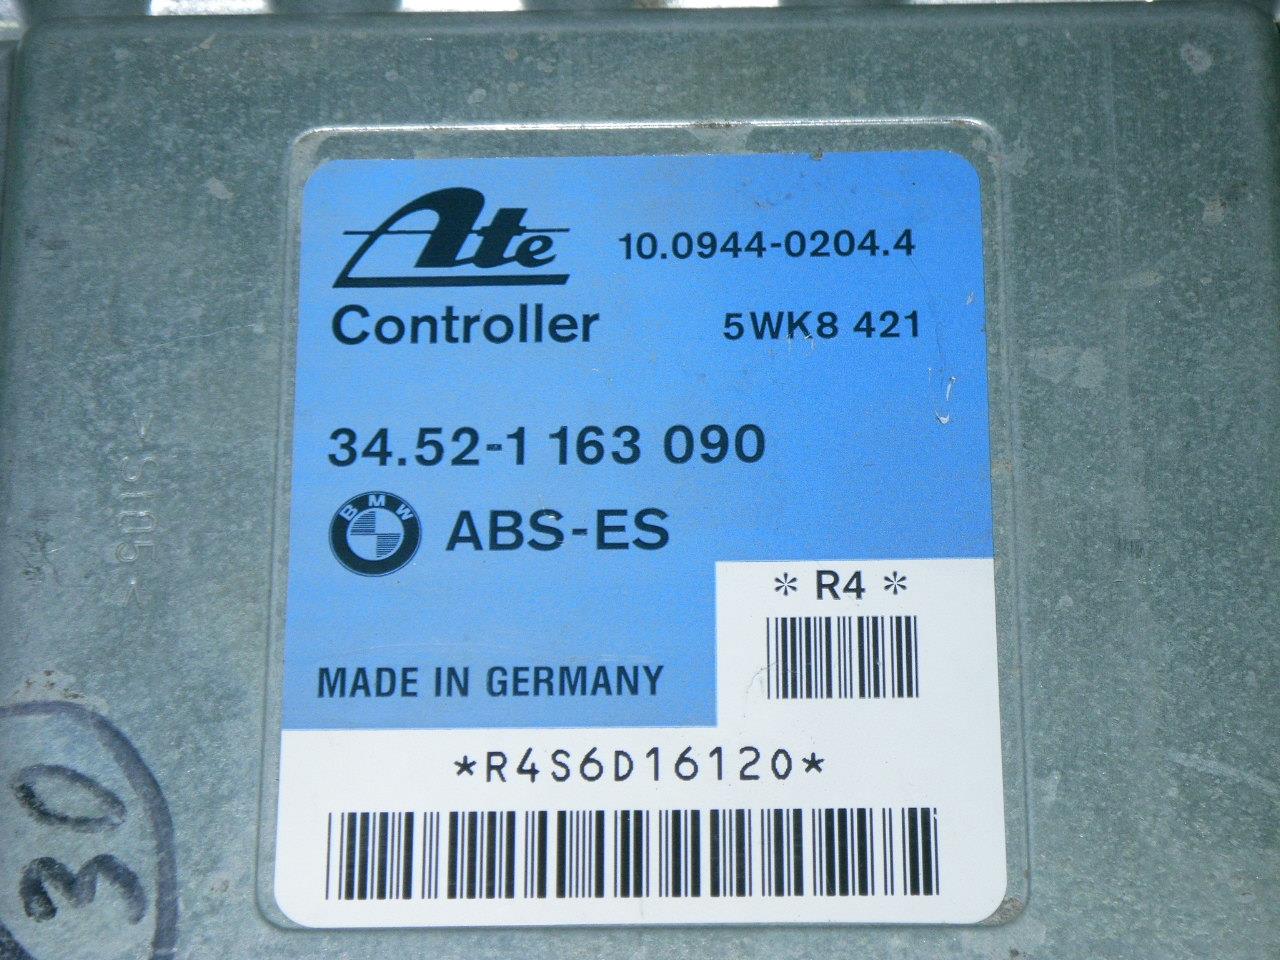 Ate 10.0944-0204.4
Controller 5WK8 421
34.52-1 163 090
BMW ABS-ES
* R4 *
MADE IN GERMANY
*R4S6D16120*
>SI05<
30